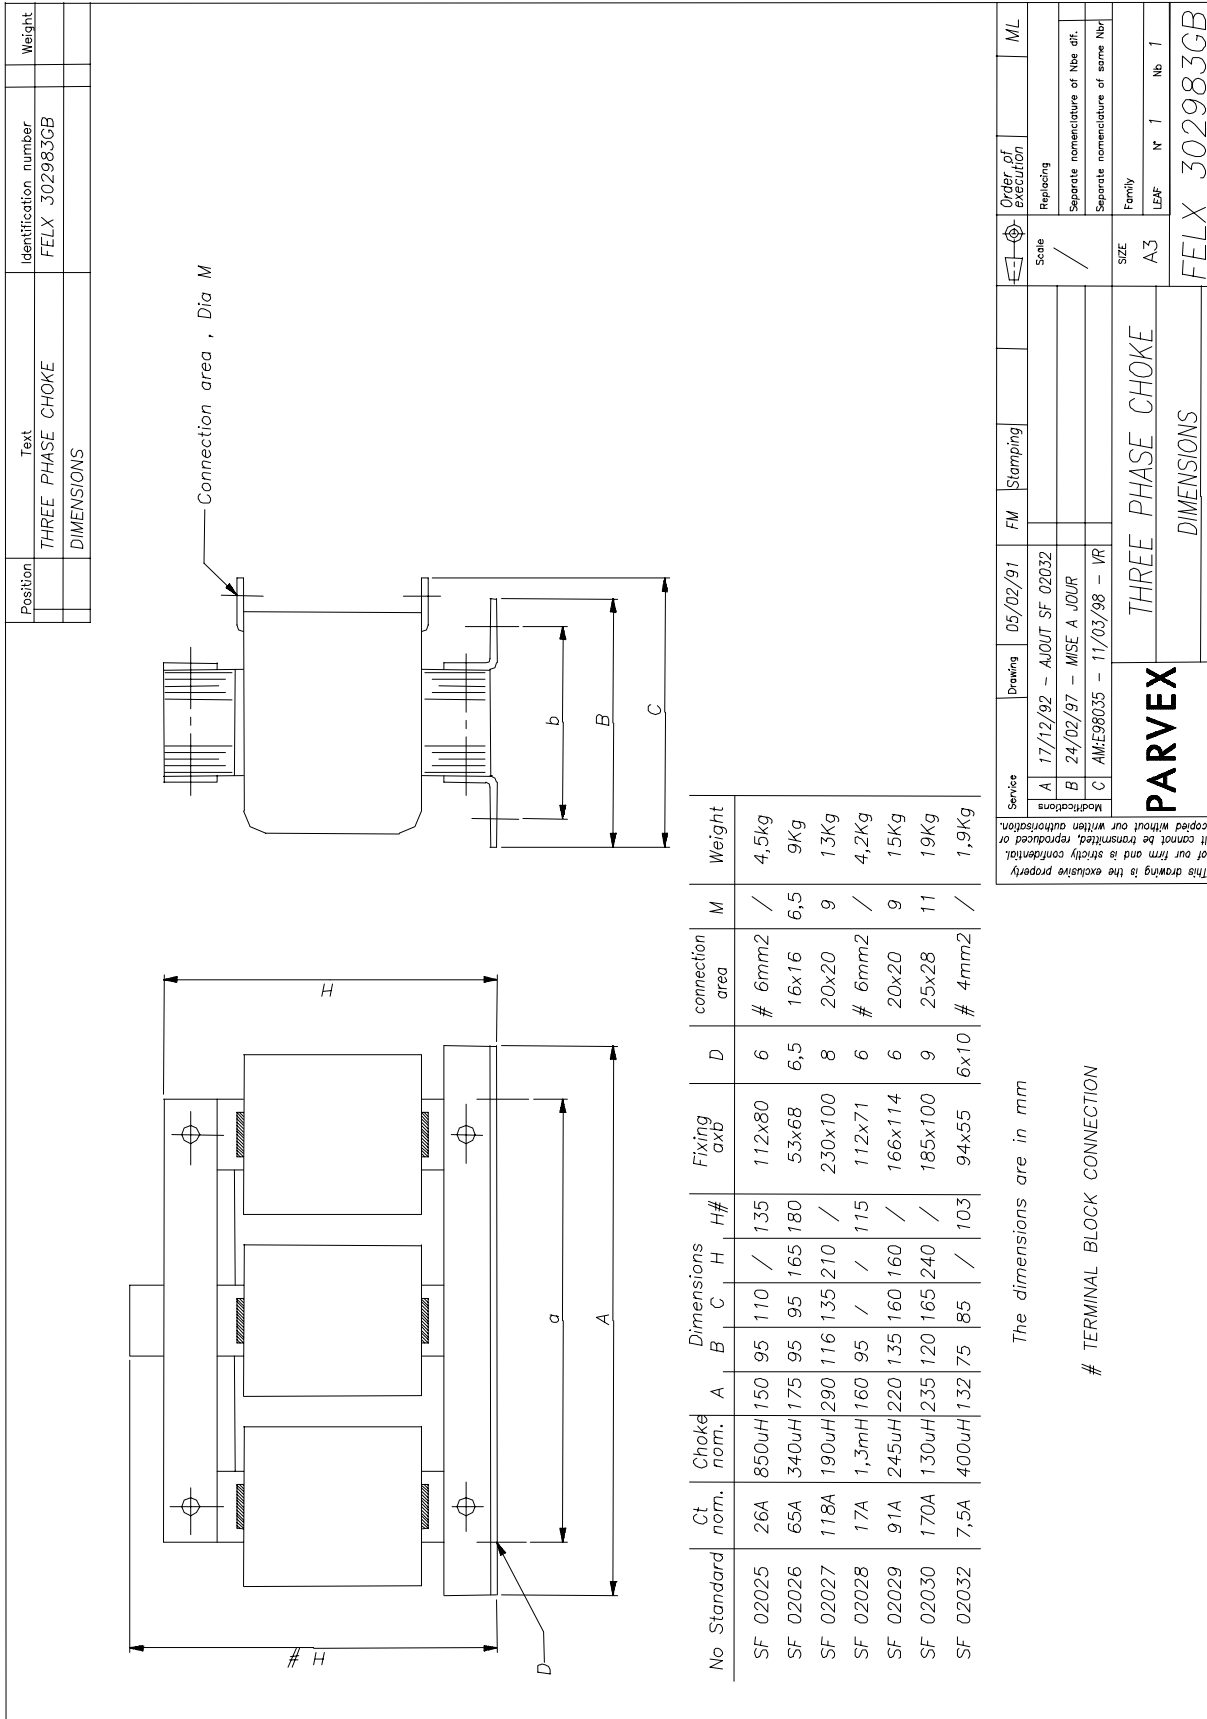 Position Text Identification number Weight
THREE PHASE CHOKE FELX 302983GB
DIMENSIONS
Connection area , Dia M
H
# H
a
A
D
b
B
C
No Standard Ct nom. Choke nom. Dimensions A B C H H# Fixing axb D connection area M Weight
SF 02025 26A 850uH 150 95 110 / 135 112x80 6 # 6mm2 / 4,5Kg
SF 02026 65A 340uH 175 95 95 165 180 53x68 6,5 16x16 6,5 9Kg
SF 02027 118A 190uH 290 116 135 210 / 230x100 8 20x20 9 13Kg
SF 02028 17A 1,3mH 160 95 / / 115 112x71 6 # 6mm2 / 4,2Kg
SF 02029 91A 245uH 220 135 160 160 / 166x114 6 20x20 9 15Kg
SF 02030 170A 130uH 235 120 165 240 / 185x100 9 25x28 11 19Kg
SF 02032 7,5A 400uH 132 75 85 / 103 94x55 6x10 # 4mm2 / 1,9Kg
The dimensions are in mm
# TERMINAL BLOCK CONNECTION
This drawing is the exclusive property
of our firm and is strictly confidential.
It cannot be transmitted, reproduced or
copied without our written authorisation.
Service Drawing 05/02/91 FM Stamping Order of execution ML
Modifications
A 17/12/92 - AJOUT SF 02032
B 24/02/97 - MISE A JOUR
C AM:E98035 - 11/03/98 - VR
Scale /
Replacing
Separate nomenclature of Nbe dif.
Separate nomenclature of same Nbr
PARVEX
THREE PHASE CHOKE
DIMENSIONS
SIZE A3
Family
LEAF N° 1 Nb 1
FELX 302983GB